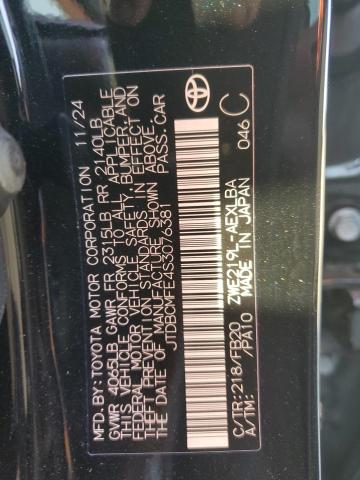 MFD. BY: TOYOTA MOTOR CORPORATION 11/24
GVWR 4065LB GAWR FR 2315LB RR 2140LB
THIS VEHICLE CONFORMS TO ALL APPLICABLE
FEDERAL MOTOR VEHICLE SAFETY, BUMPER, AND
THEFT PREVENTION STANDARDS IN EFFECT ON
THE DATE OF MANUFACTURE SHOWN ABOVE.
JTDBCMFE4S3076381 PASS. CAR
C/TR: 218/FB20 ZWE219L-AEXLBA
A/TM: /PA10 MADE IN JAPAN 046 C
TOYOTA